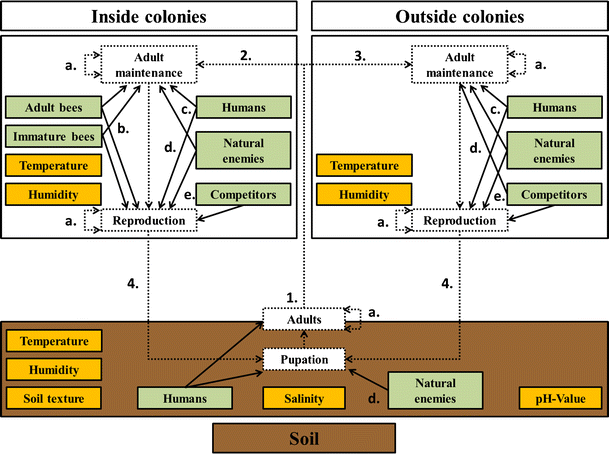 Inside colonies
Outside colonies
a.
Adult
maintenance
2.
3.
Adult
maintenance
a.
Adult bees
b.
c.
Humans
c.
Humans
Immature bees
d.
Natural
enemies
d.
Natural
enemies
Temperature
Temperature
Humidity
e.
Competitors
Humidity
e.
Competitors
a.
Reproduction
a.
Reproduction
4.
4.
1.
a.
Adults
Temperature
Pupation
Humidity
Soil texture
Humans
Salinity
d.
Natural
enemies
pH-Value
Soil